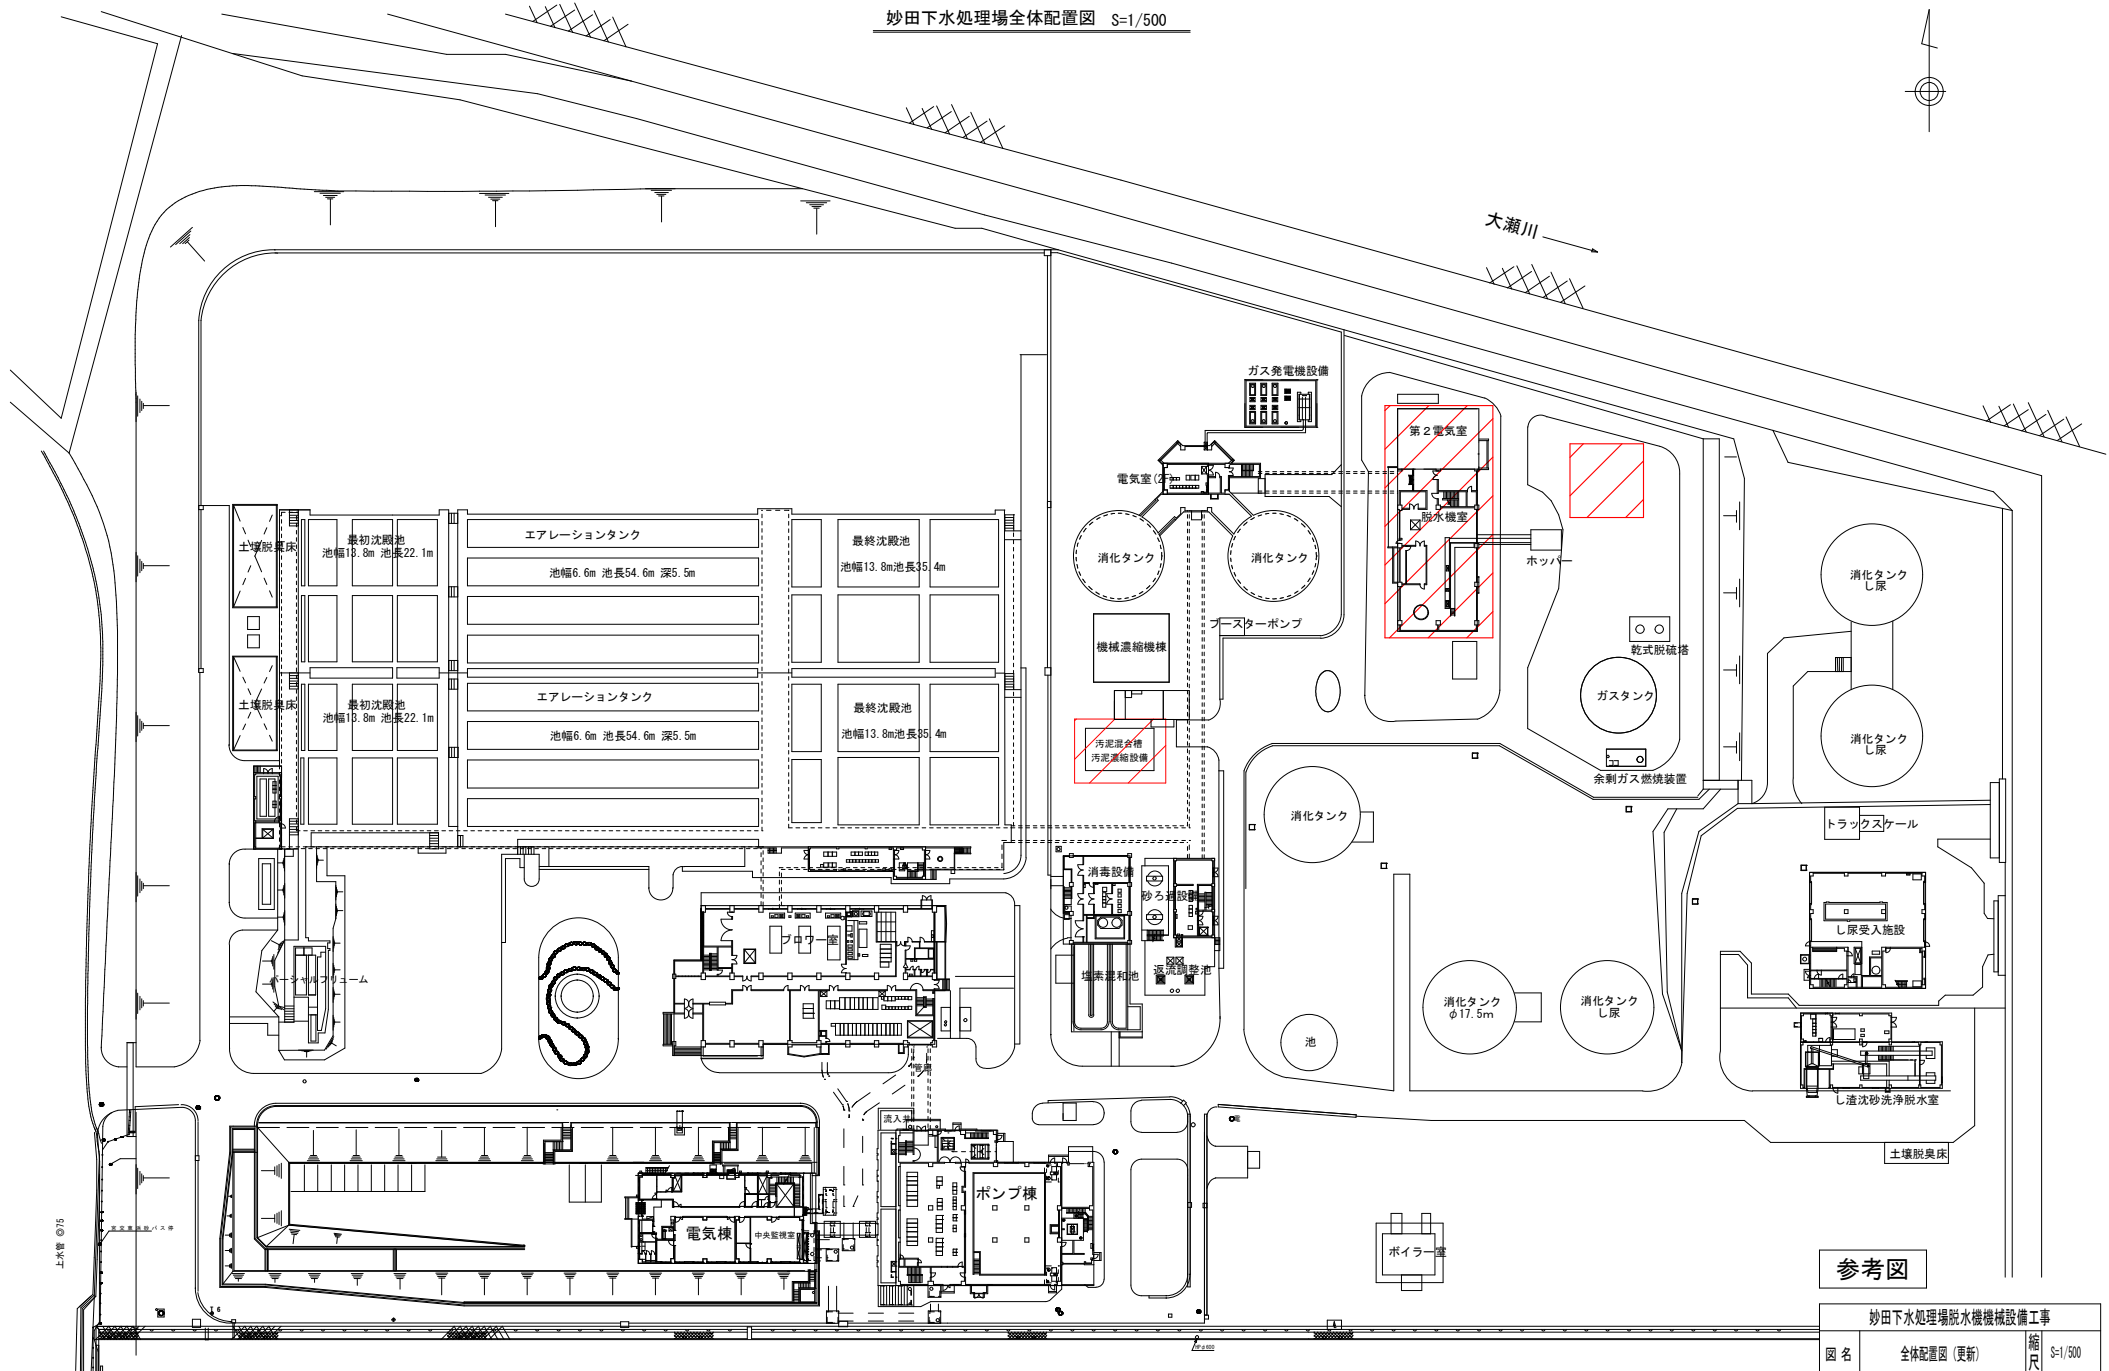 妙田下水処理場全体配置図 S=1/500
大瀬川
ガス発電機設備
第2電気室
電気室(2F)
脱水機室
ホッパー
消化タンク
消化タンク
消化タンク
し尿
土壌脱臭床
最初沈殿池
池幅13.8m 池長22.1m
エアレーションタンク
池幅6.6m 池長54.6m 深5.5m
最終沈殿池
池幅13.8m池長35.4m
ブースターポンプ
機械濃縮機棟
乾式脱硫塔
ガスタンク
土壌脱臭床
最初沈殿池
池幅13.8m 池長22.1m
エアレーションタンク
池幅6.6m 池長54.6m 深5.5m
最終沈殿池
池幅13.8m池長35.4m
汚泥混合槽
汚泥濃縮設備
消化タンク
し尿
余剰ガス燃焼装置
消化タンク
トラックスケール
消毒設備
砂ろ過設備
ブロワー室
し尿受入施設
パーシャルフリューム
塩素混和池
返流調整池
消化タンク
φ17.5m
消化タンク
し尿
池
管廊
し渣沈砂洗浄脱水室
流入井
土壌脱臭床
ポンプ棟
電気棟
中央監視室
ボイラー室
上水管 ◎75
参考図
妙田下水処理場脱水機機械設備工事
図名 全体配置図(更新) 縮尺 S=1/500